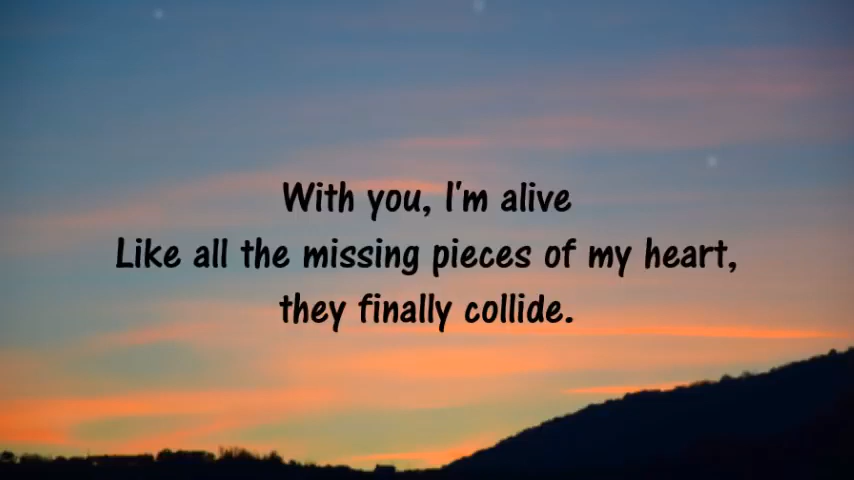 With you, I'm alive
Like all the missing pieces of my heart,
they finally collide.